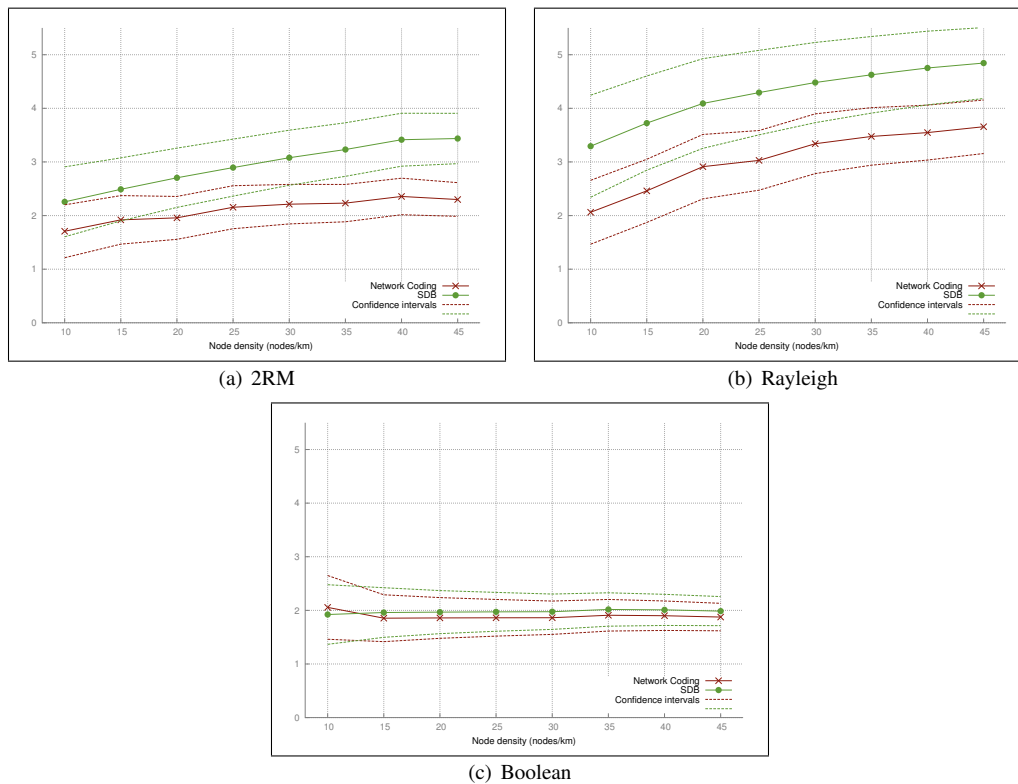 5
4
3
2
1
0
Network Coding
SDB
Confidence intervals
10 15 20 25 30 35 40 45
Node density (nodes/km)
(a) 2RM
5
4
3
2
1
0
Network Coding
SDB
Confidence intervals
10 15 20 25 30 35 40 45
Node density (nodes/km)
(b) Rayleigh
5
4
3
2
1
0
Network Coding
SDB
Confidence intervals
10 15 20 25 30 35 40 45
Node density (nodes/km)
(c) Boolean